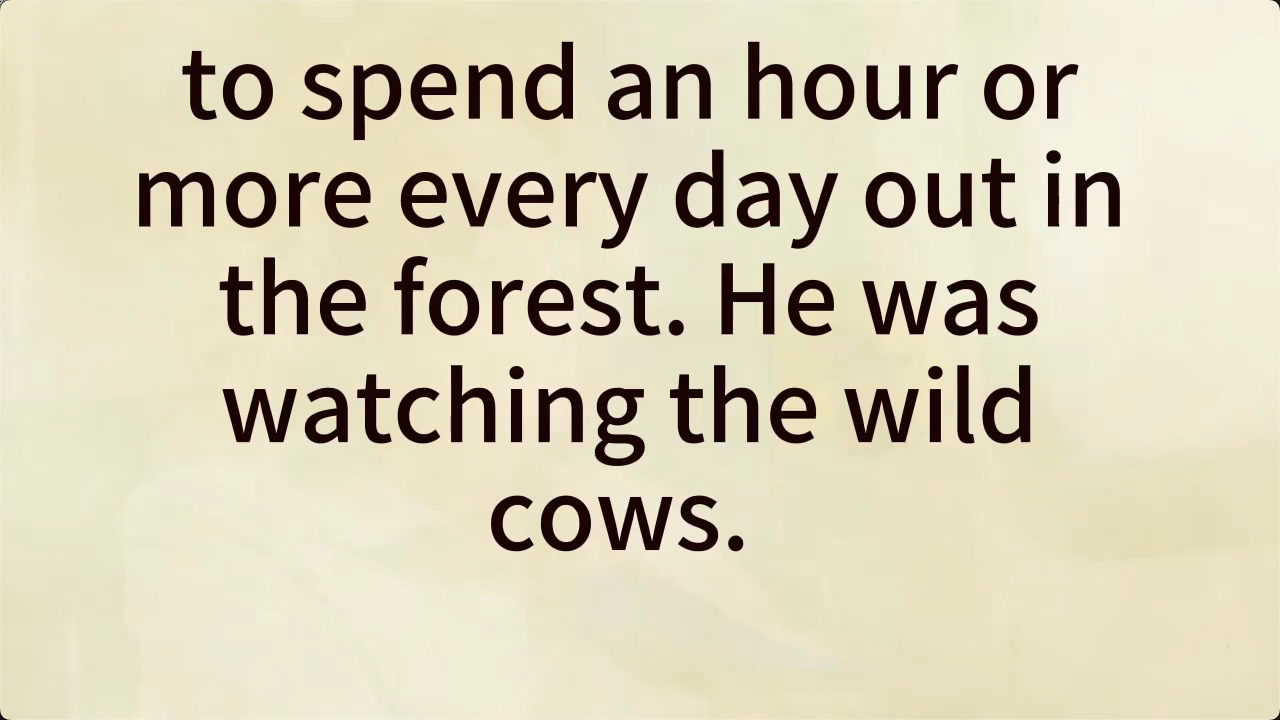 to spend an hour or
more every day out in
the forest. He was
watching the wild
cows.